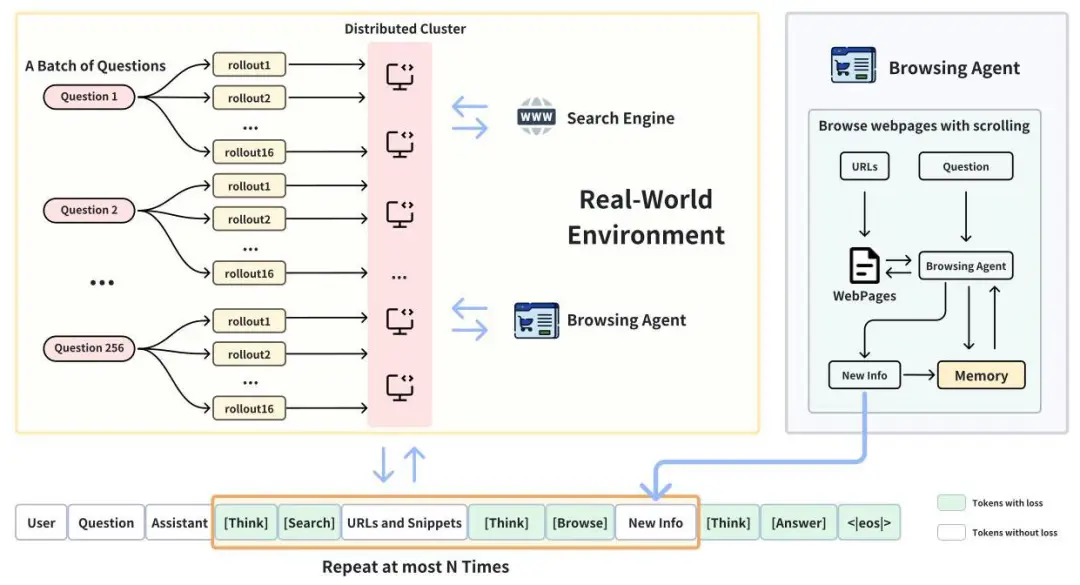 Distributed Cluster
A Batch of Questions
Question 1
rollout1
rollout2
...
rollout16
Question 2
rollout1
rollout2
...
rollout16
...
Question 256
rollout1
rollout2
...
rollout16
...
WWW
Search Engine
Real-World
Environment
Browsing Agent
Browsing Agent
Browse webpages with scrolling
URLs
Question
WebPages
Browsing Agent
New Info
Memory
User
Question
Assistant
[Think]
[Search]
URLs and Snippets
[Think]
[Browse]
New Info
[Think]
[Answer]
<|eos|>
Repeat at most N Times
Tokens with loss
Tokens without loss